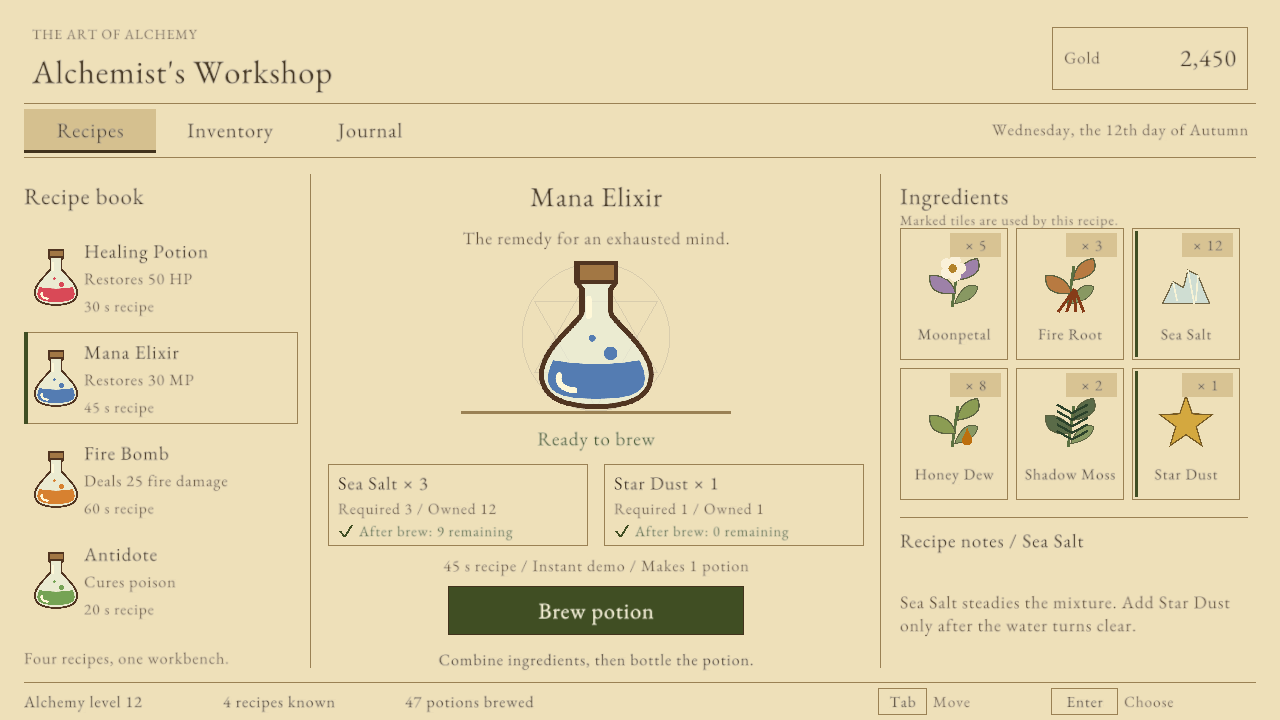 THE ART OF ALCHEMY
Alchemist's Workshop
Gold 2,450
Recipes Inventory Journal
Wednesday, the 12th day of Autumn
Recipe book
Healing Potion
Restores 50 HP
30 s recipe
Mana Elixir
Restores 30 MP
45 s recipe
Fire Bomb
Deals 25 fire damage
60 s recipe
Antidote
Cures poison
20 s recipe
Four recipes, one workbench.
Mana Elixir
The remedy for an exhausted mind.
Ready to brew
Sea Salt × 3
Required 3 / Owned 12
After brew: 9 remaining
Star Dust × 1
Required 1 / Owned 1
After brew: 0 remaining
45 s recipe / Instant demo / Makes 1 potion
Brew potion
Combine ingredients, then bottle the potion.
Ingredients
Marked tiles are used by this recipe.
× 5
Moonpetal
× 3
Fire Root
× 12
Sea Salt
× 8
Honey Dew
× 2
Shadow Moss
× 1
Star Dust
Recipe notes / Sea Salt
Sea Salt steadies the mixture. Add Star Dust
only after the water turns clear.
Alchemy level 12 4 recipes known 47 potions brewed
Tab Move Enter Choose